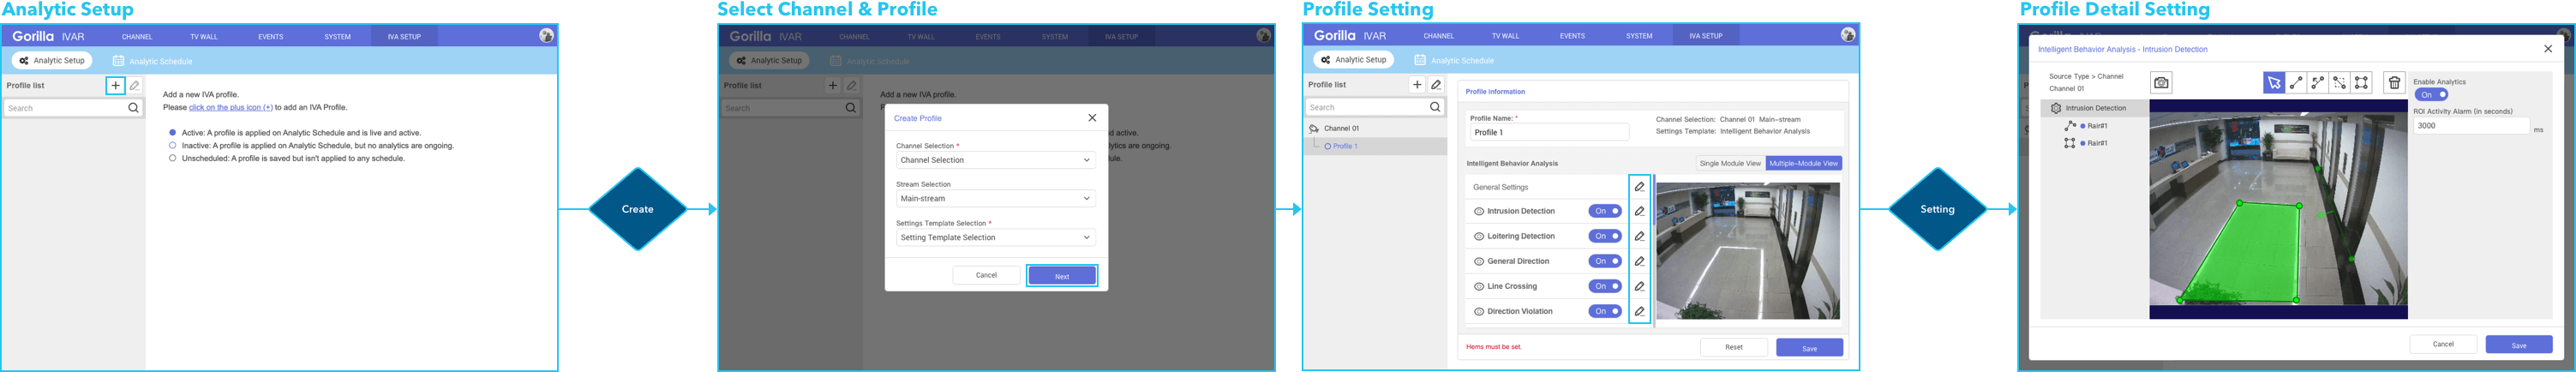 Analytic Setup
Gorilla IVAR CHANNEL TV WALL EVENTS SYSTEM IVA SETUP
Analytic Setup Analytic Schedule
Profile list
Search
Add a new IVA profile.
Please click on the plus icon (+) to add an IVA Profile.
Active: A profile is applied on Analytic Schedule and is live and active.
Inactive: A profile is applied on Analytic Schedule, but no analytics are ongoing.
Unscheduled: A profile is saved but isn't applied to any schedule.
Create
Select Channel & Profile
Gorilla IVAR CHANNEL TV WALL EVENTS SYSTEM IVA SETUP
Analytic Setup Analytic Schedule
Profile list
Search
Add a new IVA profile.
P
d active.
lytics are ongoing.
ule.
Create Profile
Channel Selection *
Channel Selection
Stream Selection
Main-stream
Settings Template Selection *
Setting Template Selection
Cancel Next
Profile Setting
Gorilla IVAR CHANNEL TV WALL EVENTS SYSTEM IVA SETUP
Analytic Setup Analytic Schedule
Profile list
Search
Channel 01
Profile 1
Profile information
Profile Name: *
Profile 1
Channel Selection: Channel 01 Main-stream
Settings Template: Intelligent Behavior Analysis
Intelligent Behavior Analysis Single Module View Multiple-Module View
General Settings
Intrusion Detection On
Loitering Detection On
General Direction On
Line Crossing On
Direction Violation On
Hems must be set. Reset Save
Setting
Profile Detail Setting
Intelligent Behavior Analysis - Intrusion Detection
Source Type > Channel
Channel 01
Intrusion Detection
Rair#1
Rair#1
Enable Analytics
On
ROI Activity Alarm (in seconds)
3000 ms
Cancel Save